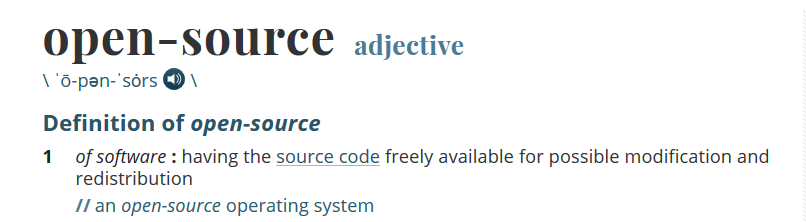 open-source adjective
\ ˈō-pən-ˈsȯrs \
Definition of open-source
1 of software : having the source code freely available for possible modification and
redistribution
// an open-source operating system